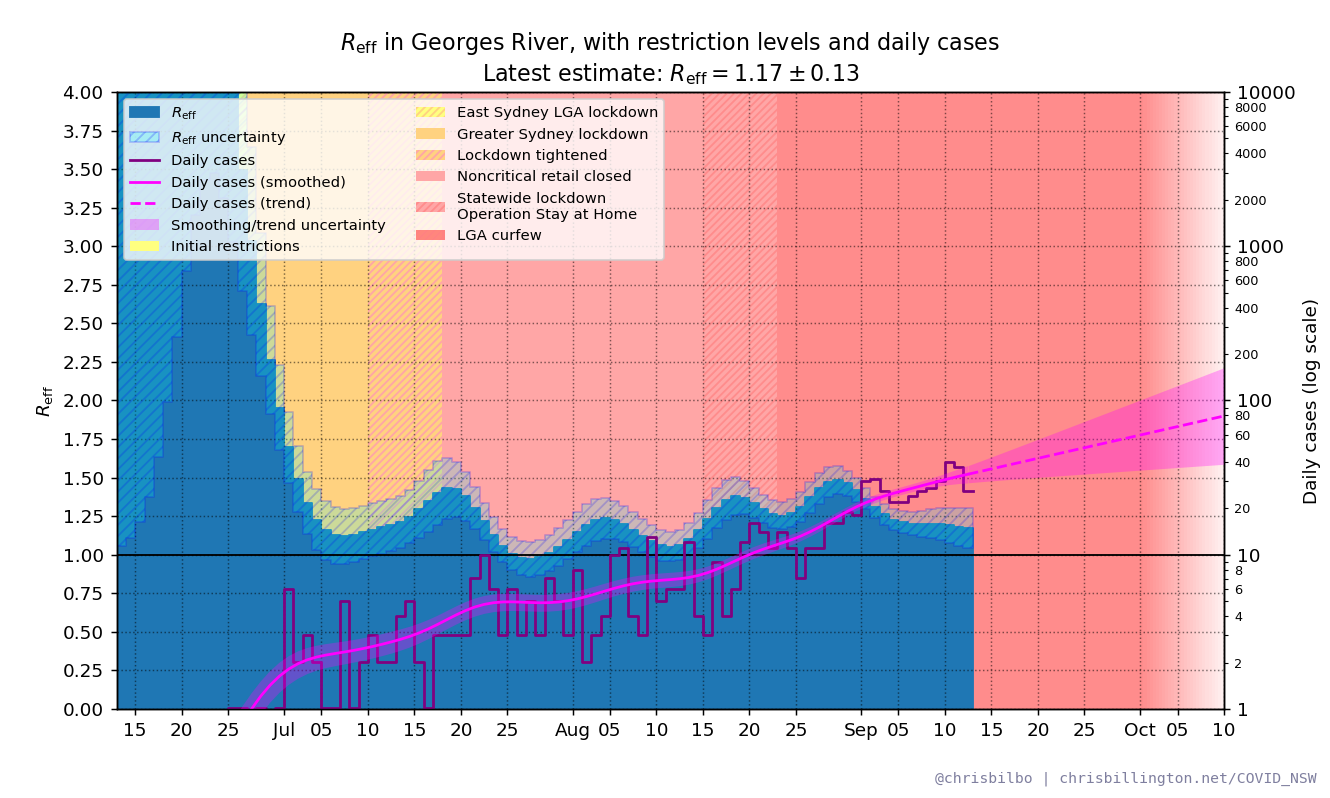 Reff in Georges River, with restriction levels and daily cases
Latest estimate: Reff = 1.17 ± 0.13
Reff
Reff uncertainty
Daily cases
Daily cases (smoothed)
Daily cases (trend)
Smoothing/trend uncertainty
Initial restrictions
East Sydney LGA lockdown
Greater Sydney lockdown
Lockdown tightened
Noncritical retail closed
Statewide lockdown
Operation Stay at Home
LGA curfew
Reff
4.00
3.75
3.50
3.25
3.00
2.75
2.50
2.25
2.00
1.75
1.50
1.25
1.00
0.75
0.50
0.25
0.00
10000
8000
6000
4000
2000
1000
800
600
400
200
100
80
60
40
20
10
8
6
4
2
1
Daily cases (log scale)
15 20 25 Jul 05 10 15 20 25 Aug 05 10 15 20 25 Sep 05 10 15 20 25 Oct 05 10
@chrisbilbo | chrisbillington.net/COVID_NSW